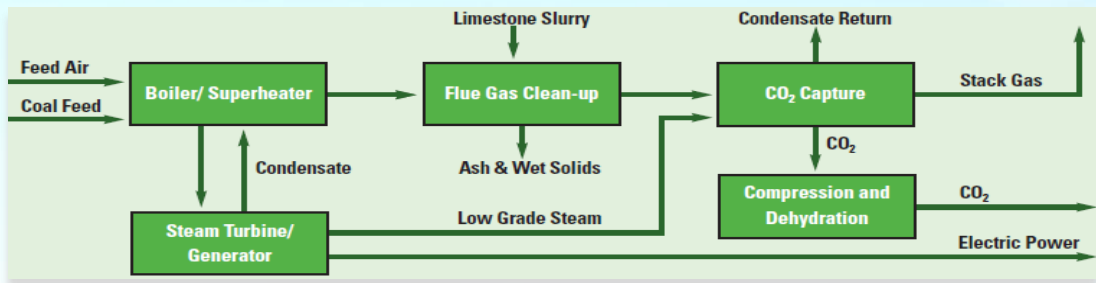 Limestone Slurry
Condensate Return
Feed Air
Coal Feed
Boiler/ Superheater
Flue Gas Clean-up
CO₂ Capture
Stack Gas
Condensate
Ash & Wet Solids
CO₂
Low Grade Steam
Compression and
Dehydration
CO₂
Steam Turbine/
Generator
Electric Power